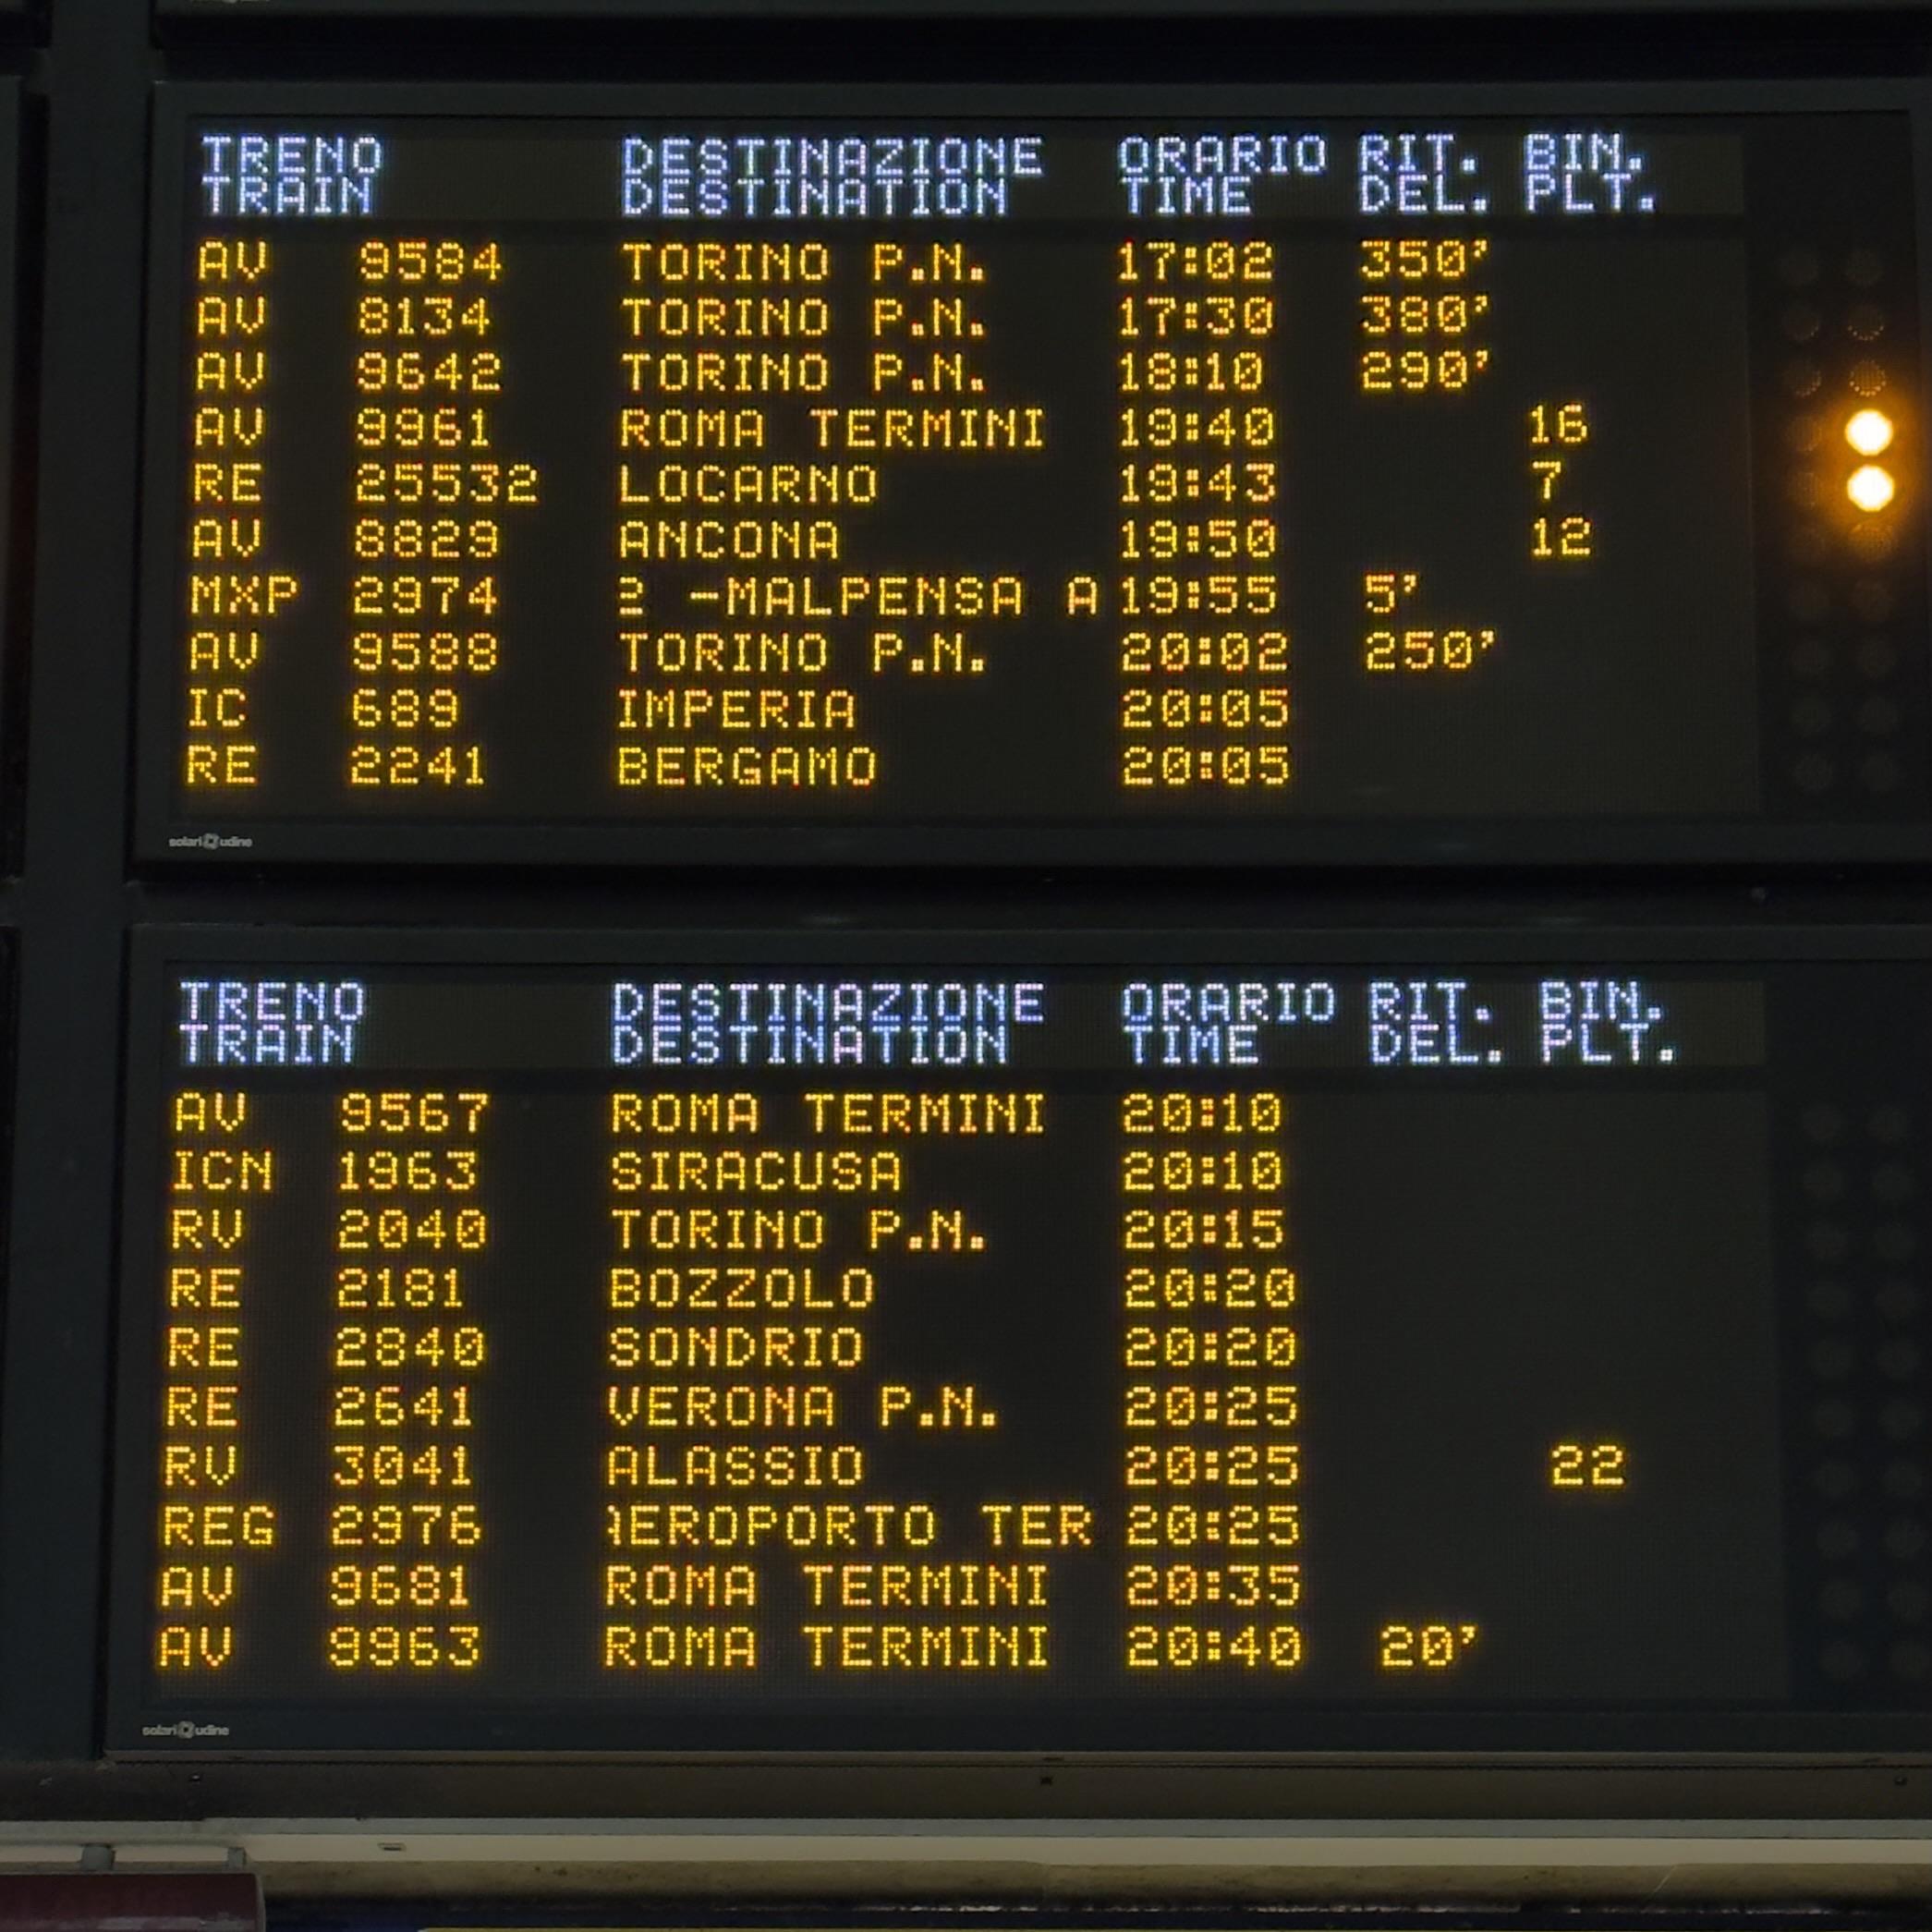 TRENO DESTINAZIONE ORARIO RIT. BIN.
TRAIN DESTINATION TIME DEL. PLT.
AV 9584 TORINO P.N. 17:02 350'
AV 8134 TORINO P.N. 17:30 380'
AV 9642 TORINO P.N. 18:10 290'
AV 9961 ROMA TERMINI 19:40 16
RE 25532 LOCARNO 19:43 7
AV 8829 ANCONA 19:50 12
MXP 2974 2 -MALPENSA A 19:55 5'
AV 9588 TORINO P.N. 20:02 250'
IC 689 IMPERIA 20:05
RE 2241 BERGAMO 20:05
solari udine
TRENO DESTINAZIONE ORARIO RIT. BIN.
TRAIN DESTINATION TIME DEL. PLT.
AV 9567 ROMA TERMINI 20:10
ICN 1963 SIRACUSA 20:10
RV 2040 TORINO P.N. 20:15
RE 2181 BOZZOLO 20:20
RE 2840 SONDRIO 20:20
RE 2641 VERONA P.N. 20:25
RV 3041 ALASSIO 20:25 22
REG 2976 AEROPORTO TER 20:25
AV 9681 ROMA TERMINI 20:35
AV 9963 ROMA TERMINI 20:40 20'
solari udine